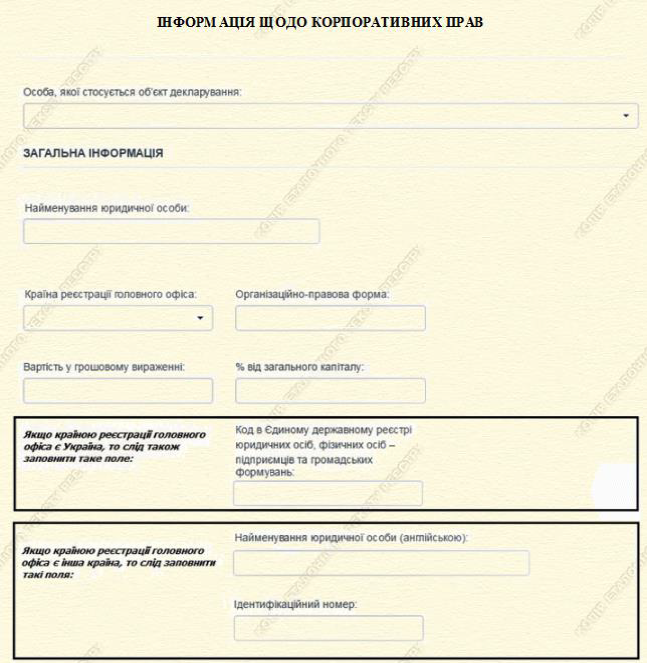 ІНФОРМАЦІЯ ЩОДО КОРПОРАТИВНИХ ПРАВ
Особа, якої стосується об'єкт декларування:
ЗАГАЛЬНА ІНФОРМАЦІЯ
Найменування юридичної особи:
Країна реєстрації головного офіса:
Організаційно-правова форма:
Вартість у грошовому вираженні:
% від загального капіталу:
Якщо країною реєстрації головного
офіса є Україна, то слід також
заповнити таке поле:
Код в Єдиному державному реєстрі
юридичних осіб, фізичних осіб –
підприємців та громадських
формувань:
Якщо країною реєстрації головного
офіса є інша країна, то слід заповнити
такі поля:
Найменування юридичної особи (англійською):
Ідентифікаційний номер: